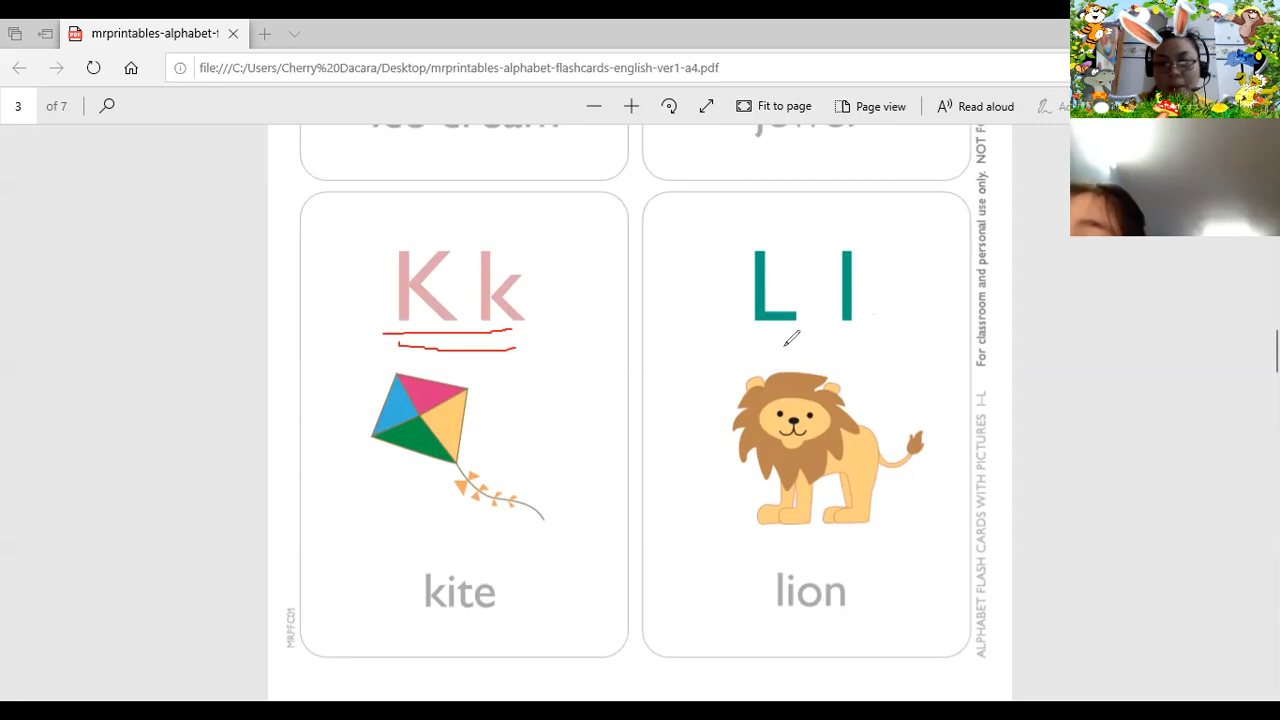 mrprintables-alphabet-f
file:///C:/Users/Cherry%20Dacara/Desktop/mrprintables-alphabet-flashcards-english-ver1-a4.pdf
3 of 7
Fit to page
Page view
Read aloud
ice cream
K k
L l
kite
lion
MRPFC01
ALPHABET FLASH CARDS WITH PICTURES I-L
For classroom and personal use only. NOT